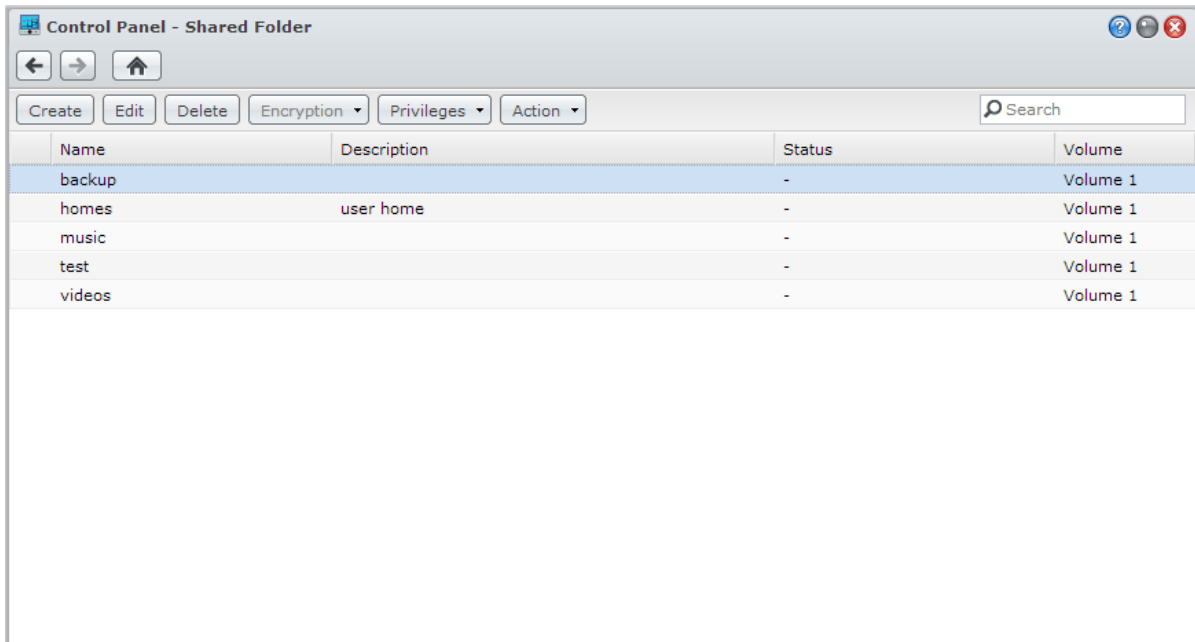 Control Panel - Shared Folder
Create Edit Delete Encryption Privileges Action Search
Name Description Status Volume
backup - Volume 1
homes user home - Volume 1
music - Volume 1
test - Volume 1
videos - Volume 1